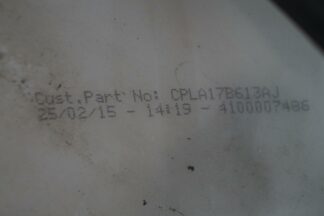 Cust.Part No: CPLA17B613AJ
25/02/15 - 14:19 - 4100007486